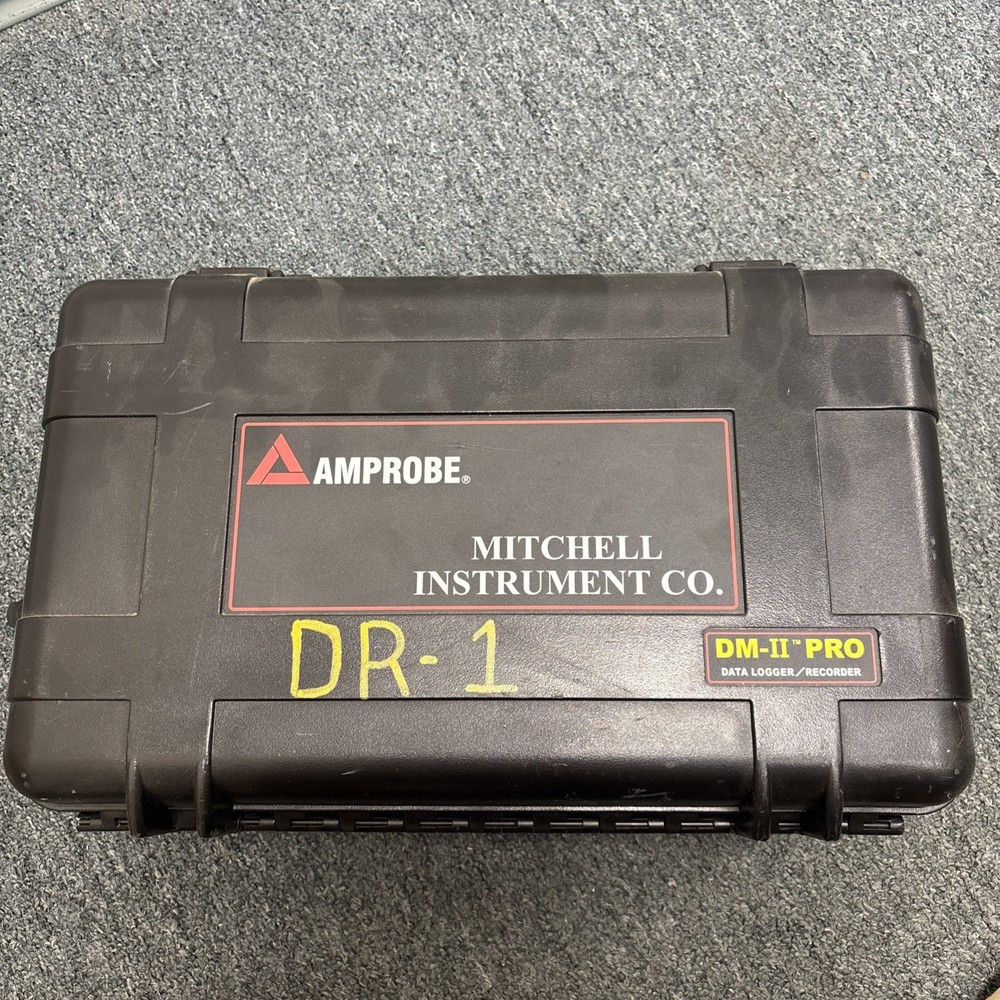 AMPROBE®
MITCHELL
INSTRUMENT CO.
DR-1
DM-II™ PRO
DATA LOGGER/RECORDER